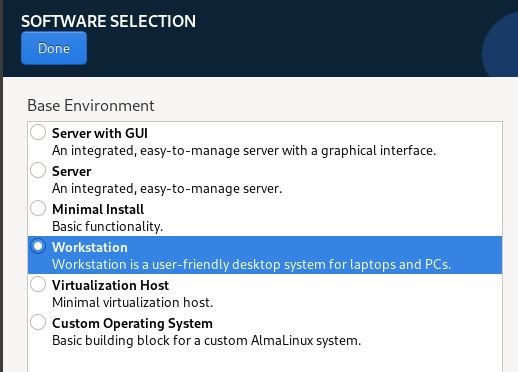 SOFTWARE SELECTION
Done
Base Environment
Server with GUI
An integrated, easy-to-manage server with a graphical interface.
Server
An integrated, easy-to-manage server.
Minimal Install
Basic functionality.
Workstation
Workstation is a user-friendly desktop system for laptops and PCs.
Virtualization Host
Minimal virtualization host.
Custom Operating System
Basic building block for a custom AlmaLinux system.